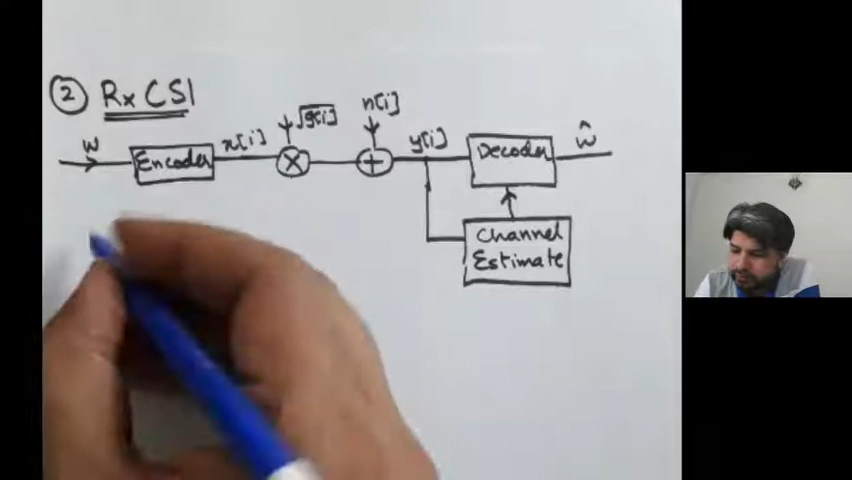 ② Rx CSI
w Encoder x[i] √g[i] n[i] y[i] Decoder ŵ
Channel
Estimate